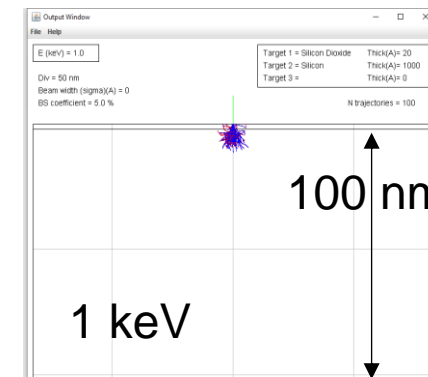 Output Window
File Help
E (keV) = 1.0
Div = 50 nm
Beam width (sigma)(A) = 0
BS coefficient = 5.0 %
Target 1 = Silicon Dioxide Thick(A)= 20
Target 2 = Silicon Thick(A)= 1000
Target 3 = Thick(A)= 0
N trajectories = 100
100 nm
1 keV